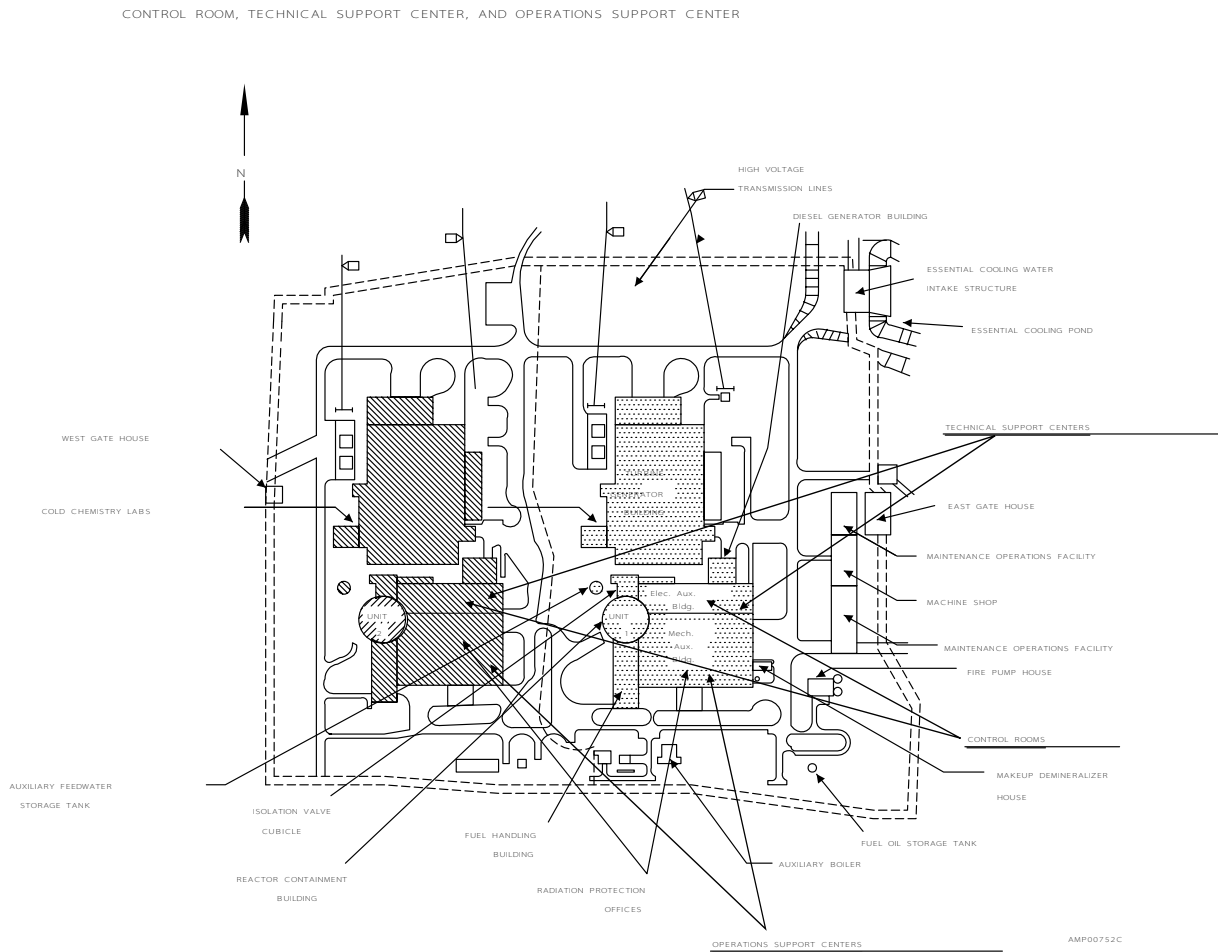 CONTROL ROOM, TECHNICAL SUPPORT CENTER, AND OPERATIONS SUPPORT CENTER
N
HIGH VOLTAGE
TRANSMISSION LINES
DIESEL GENERATOR BUILDING
ESSENTIAL COOLING WATER
INTAKE STRUCTURE
ESSENTIAL COOLING POND
TECHNICAL SUPPORT CENTERS
WEST GATE HOUSE
COLD CHEMISTRY LABS
TURBINE
GENERATOR
BUILDING
EAST GATE HOUSE
MAINTENANCE OPERATIONS FACILITY
MACHINE SHOP
MAINTENANCE OPERATIONS FACILITY
FIRE PUMP HOUSE
UNIT
2
UNIT
1
Elec. Aux.
Bldg.
Mech.
Aux.
Bldg.
CONTROL ROOMS
MAKEUP DEMINERALIZER
HOUSE
AUXILIARY FEEDWATER
STORAGE TANK
ISOLATION VALVE
CUBICLE
FUEL HANDLING
BUILDING
FUEL OIL STORAGE TANK
AUXILIARY BOILER
REACTOR CONTAINMENT
BUILDING
RADIATION PROTECTION
OFFICES
OPERATIONS SUPPORT CENTERS
AMP00752C